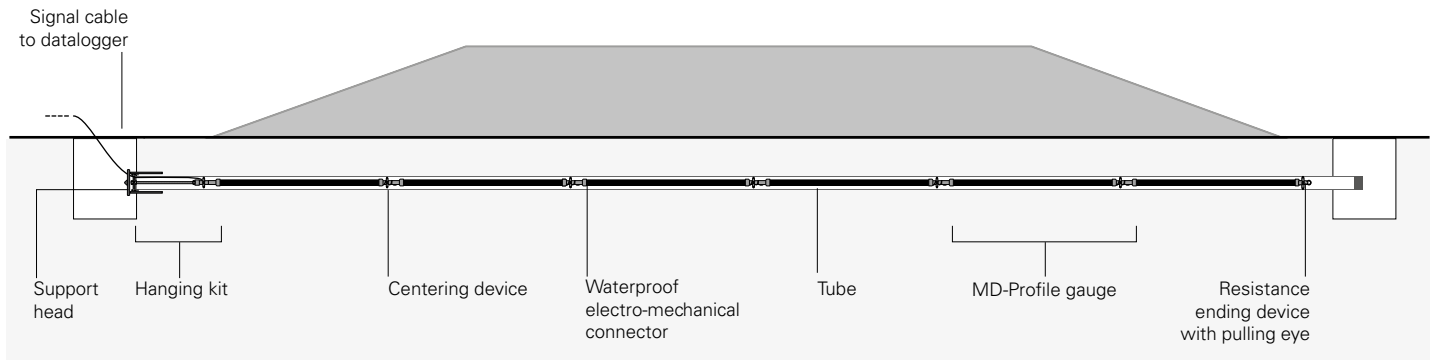 Signal cable
to datalogger
Support
head
Hanging kit
Centering device
Waterproof
electro-mechanical
connector
Tube
MD-Profile gauge
Resistance
ending device
with pulling eye